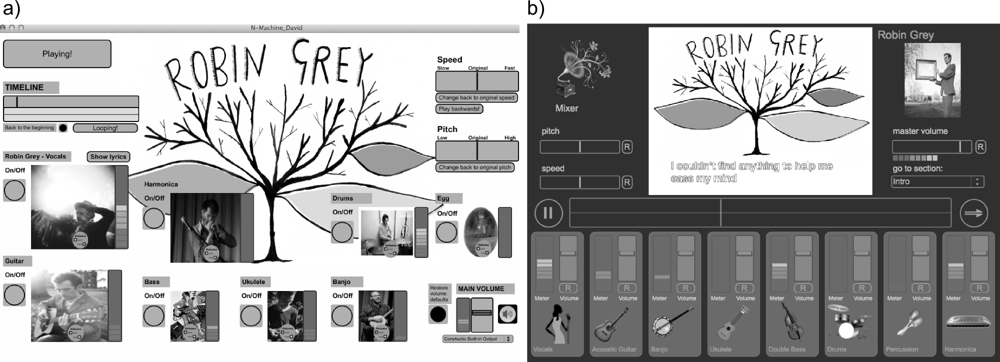 a)
N-Machine_David
Playing!
TIMELINE
Back to the beginning
Looping!
ROBIN GREY
Speed
Slow Original Fast
Change back to original speed
Play backwards!
Pitch
Low Original High
Change back to original pitch
Robin Grey - Vocals
Show lyrics
On/Off
Volume
Harmonica
On/Off
Volume
Drums
On/Off
Volume
Egg
On/Off
Volume
Guitar
On/Off
Volume
Bass
On/Off
Volume
Ukulele
On/Off
Volume
Banjo
On/Off
Volume
Restore
volume
defaults
MAIN VOLUME
CoreAudio Built-in Output
b)
Mixer
pitch
R
speed
R
ROBIN GREY
I couldn't find anything to help me
ease my mind
Robin Grey
master volume
R
go to section:
Intro
R R R R R R R R
Meter Volume Meter Volume Meter Volume Meter Volume Meter Volume Meter Volume Meter Volume Meter Volume
Vocals Acoustic Guitar Banjo Ukulele Double Bass Drums Percussion Harmonica